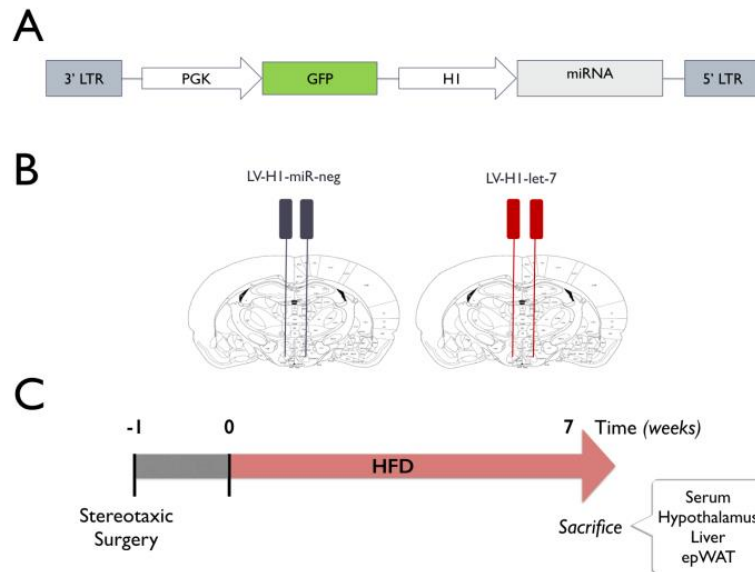 A
3' LTR
PGK
GFP
H1
miRNA
5' LTR
B
LV-H1-miR-neg
LV-H1-let-7
C
-1
0
7
Time (weeks)
HFD
Stereotaxic
Surgery
Sacrifice
Serum
Hypothalamus
Liver
epWAT